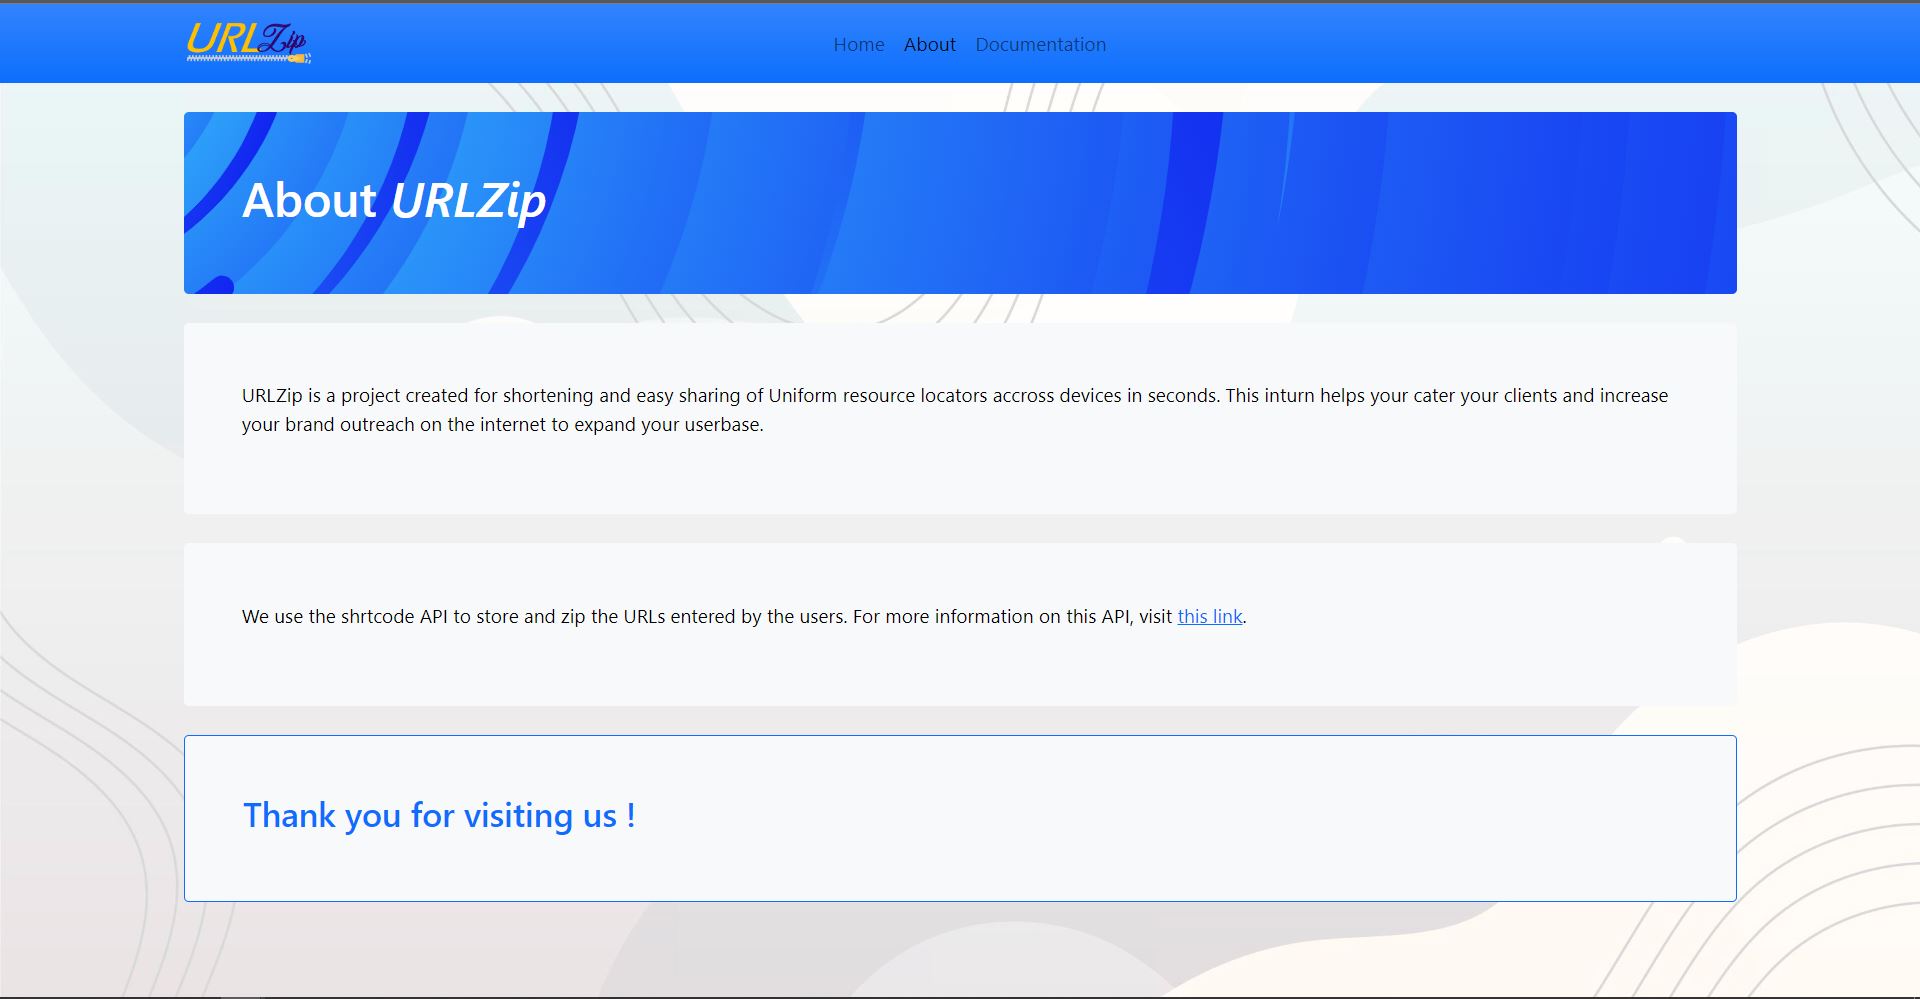 URLZip
Home About Documentation
About URLZip
URLZip is a project created for shortening and easy sharing of Uniform resource locators accross devices in seconds. This inturn helps your cater your clients and increase
your brand outreach on the internet to expand your userbase.
We use the shrtcode API to store and zip the URLs entered by the users. For more information on this API, visit this link.
Thank you for visiting us !